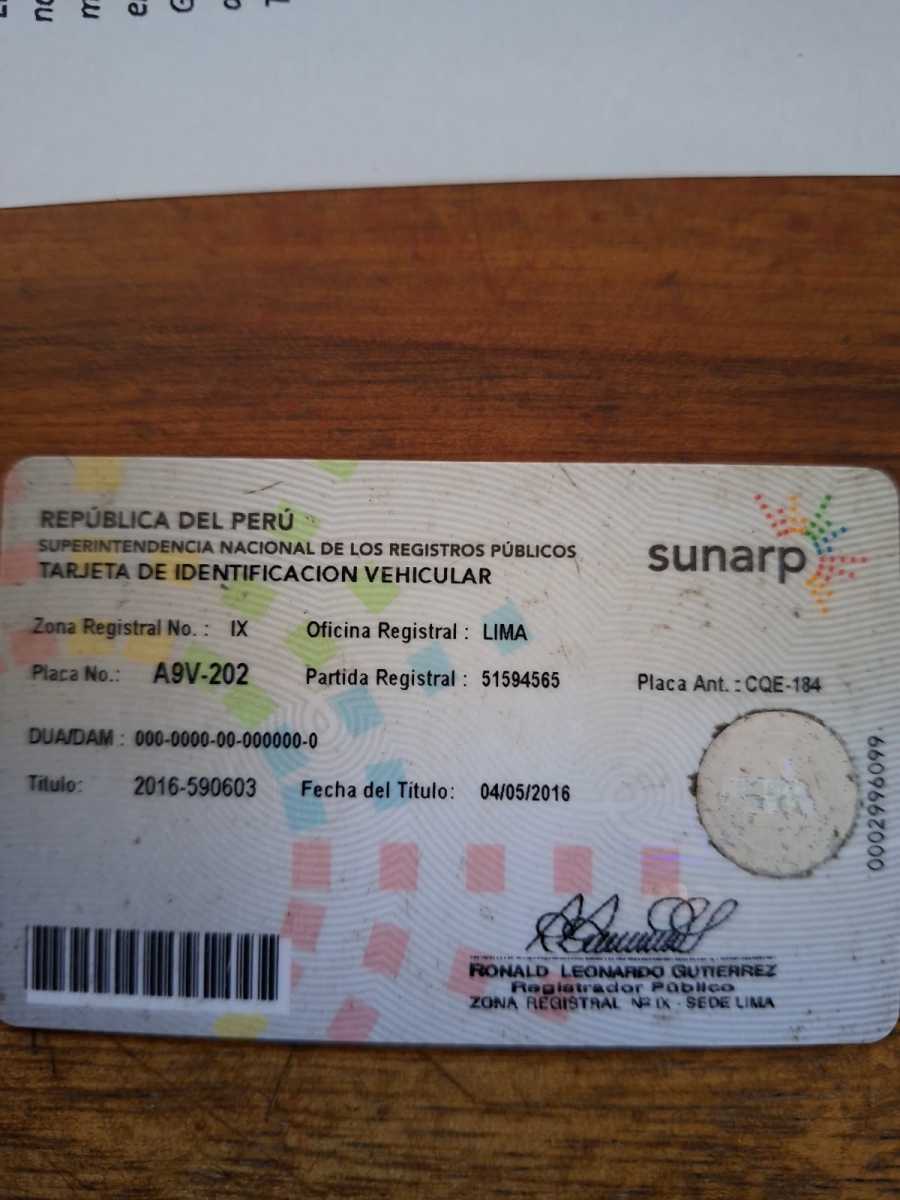 REPÚBLICA DEL PERÚ
SUPERINTENDENCIA NACIONAL DE LOS REGISTROS PÚBLICOS
TARJETA DE IDENTIFICACION VEHICULAR
sunarp
Zona Registral No. : IX Oficina Registral : LIMA
Placa No.: A9V-202 Partida Registral : 51594565 Placa Ant. : CQE-184
DUA/DAM : 000-0000-00-000000-0
Título: 2016-590603 Fecha del Título: 04/05/2016
0002996099
RONALD LEONARDO GUTIERREZ
Registrador Público
ZONA REGISTRAL Nº IX - SEDE LIMA